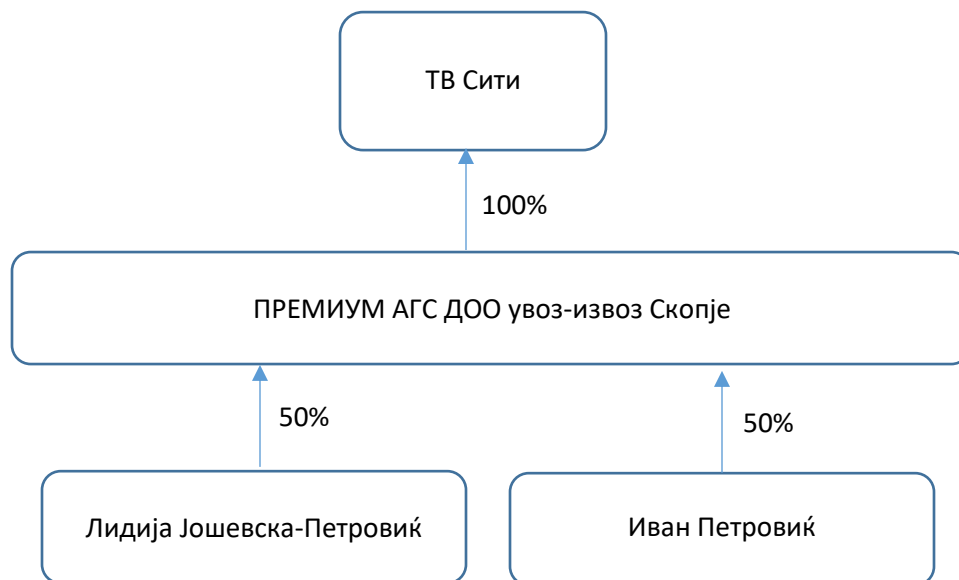 ТВ Сити
100%
ПРЕМИУМ АГС ДОО увоз-извоз Скопје
50%
50%
Лидија Јошевска-Петровиќ
Иван Петровиќ